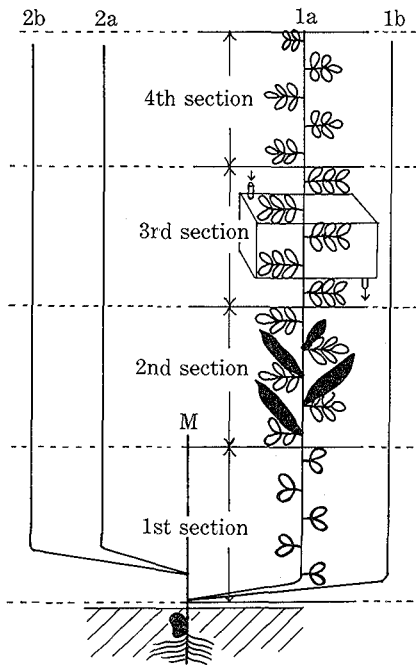 2b 2a 1a 1b
4th section
3rd section
2nd section
M
1st section